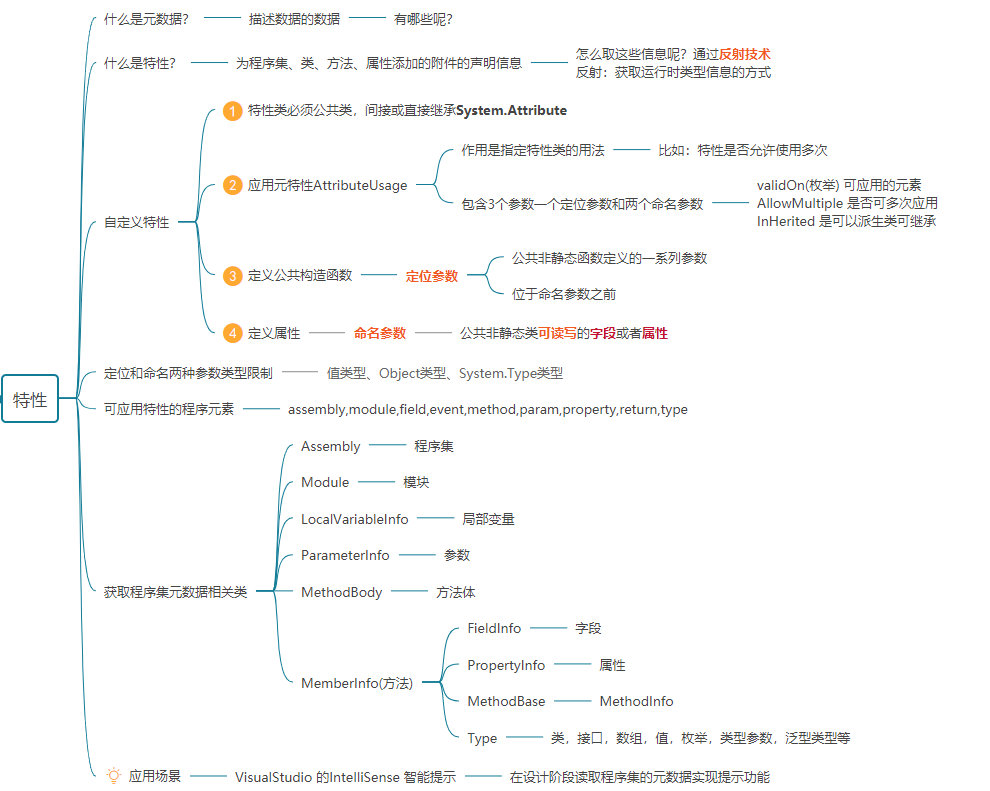 特性
什么是元数据？
描述数据的数据
有哪些呢？
什么是特性？
为程序集、类、方法、属性添加的附件的声明信息
怎么取这些信息呢？通过反射技术
反射：获取运行时类型信息的方式
自定义特性
1 特性类必须公共类，间接或直接继承System.Attribute
2 应用元特性AttributeUsage
作用是指定特性类的用法
比如：特性是否允许使用多次
包含3个参数一个定位参数和两个命名参数
validOn(枚举) 可应用的元素
AllowMultiple 是否可多次应用
InHerited 是可以派生类可继承
3 定义公共构造函数
定位参数
公共非静态函数定义的一系列参数
位于命名参数之前
4 定义属性
命名参数
公共非静态类可读写的字段或者属性
定位和命名两种参数类型限制
值类型、Object类型、System.Type类型
可应用特性的程序元素
assembly,module,field,event,method,param,property,return,type
获取程序集元数据相关类
Assembly
程序集
Module
模块
LocalVariableInfo
局部变量
ParameterInfo
参数
MethodBody
方法体
MemberInfo(方法)
FieldInfo
字段
PropertyInfo
属性
MethodBase
MethodInfo
Type
类，接口，数组，值，枚举，类型参数，泛型类型等
应用场景
VisualStudio 的IntelliSense 智能提示
在设计阶段读取程序集的元数据实现提示功能